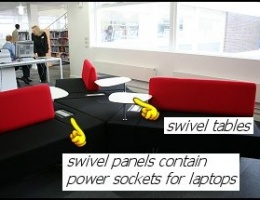 swivel tables
swivel panels contain
power sockets for laptops